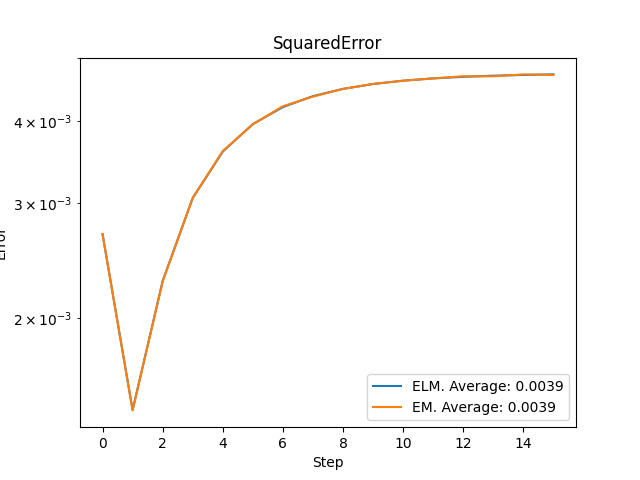 SquaredError
4 × 10⁻³
3 × 10⁻³
2 × 10⁻³
Error
ELM. Average: 0.0039
EM. Average: 0.0039
0 2 4 6 8 10 12 14
Step